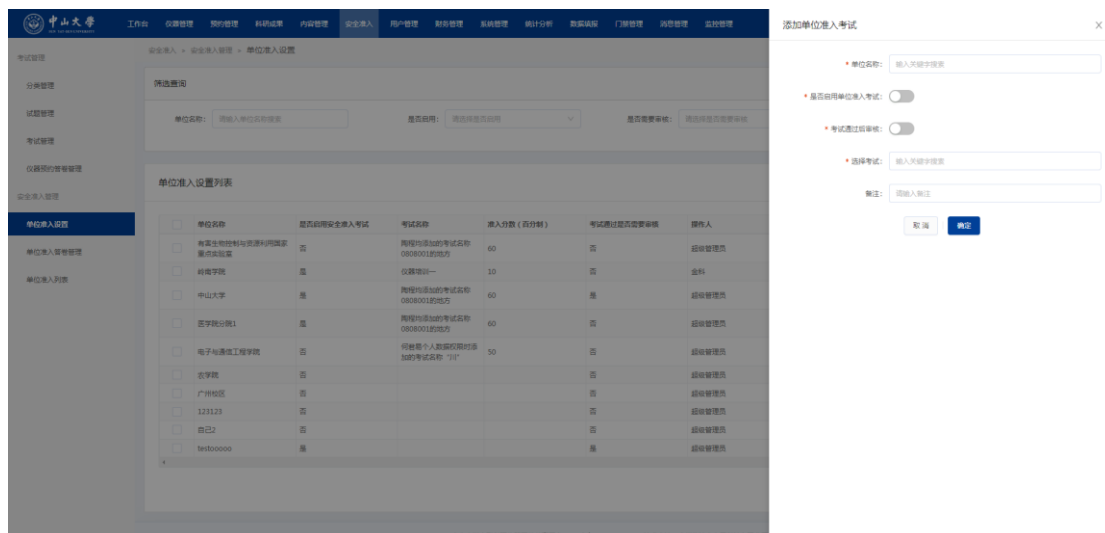 中山大學
SUN YAT-SEN UNIVERSITY
工作台 仪器管理 预约管理 科研成果 内容管理 安全准入 用户管理 财务管理 系统管理 统计分析 数据填报 门禁管理 消息管理 监控管理
考试管理
分类管理
试题管理
考试管理
仪器预约答卷管理
安全准入管理
单位准入设置
单位准入答卷管理
单位准入列表
安全准入 > 安全准入管理 > 单位准入设置
筛选查询
单位名称: 请输入单位名称搜索 是否启用: 请选择是否启用 是否需要审核: 请选择是否需要审核
单位准入设置列表
单位名称 是否启用安全准入考试 考试名称 准入分数 (百分制) 考试通过是否需要审核 操作人
有害生物控制与资源利用国家重点实验室 否 陶程均添加的考试名称0808001的地方 60 否 超级管理员
岭南学院 是 仪器培训一 10 否 金科
中山大学 是 陶程均添加的考试名称0808001的地方 60 是 超级管理员
医学院分院1 是 陶程均添加的考试名称0808001的地方 60 否 超级管理员
电子与通信工程学院 否 何碧是个人数据权限时添加的考试名称“川” 50 否 超级管理员
农学院 否 否 超级管理员
广州校区 否 否 超级管理员
123123 否 否 超级管理员
自己2 否 否 超级管理员
testooooo 是 是 超级管理员
添加单位准入考试 X
* 单位名称: 输入关键字搜索
* 是否启用单位准入考试:
* 考试通过后审核:
* 选择考试: 输入关键字搜索
备注: 请输入备注
取 消 确定